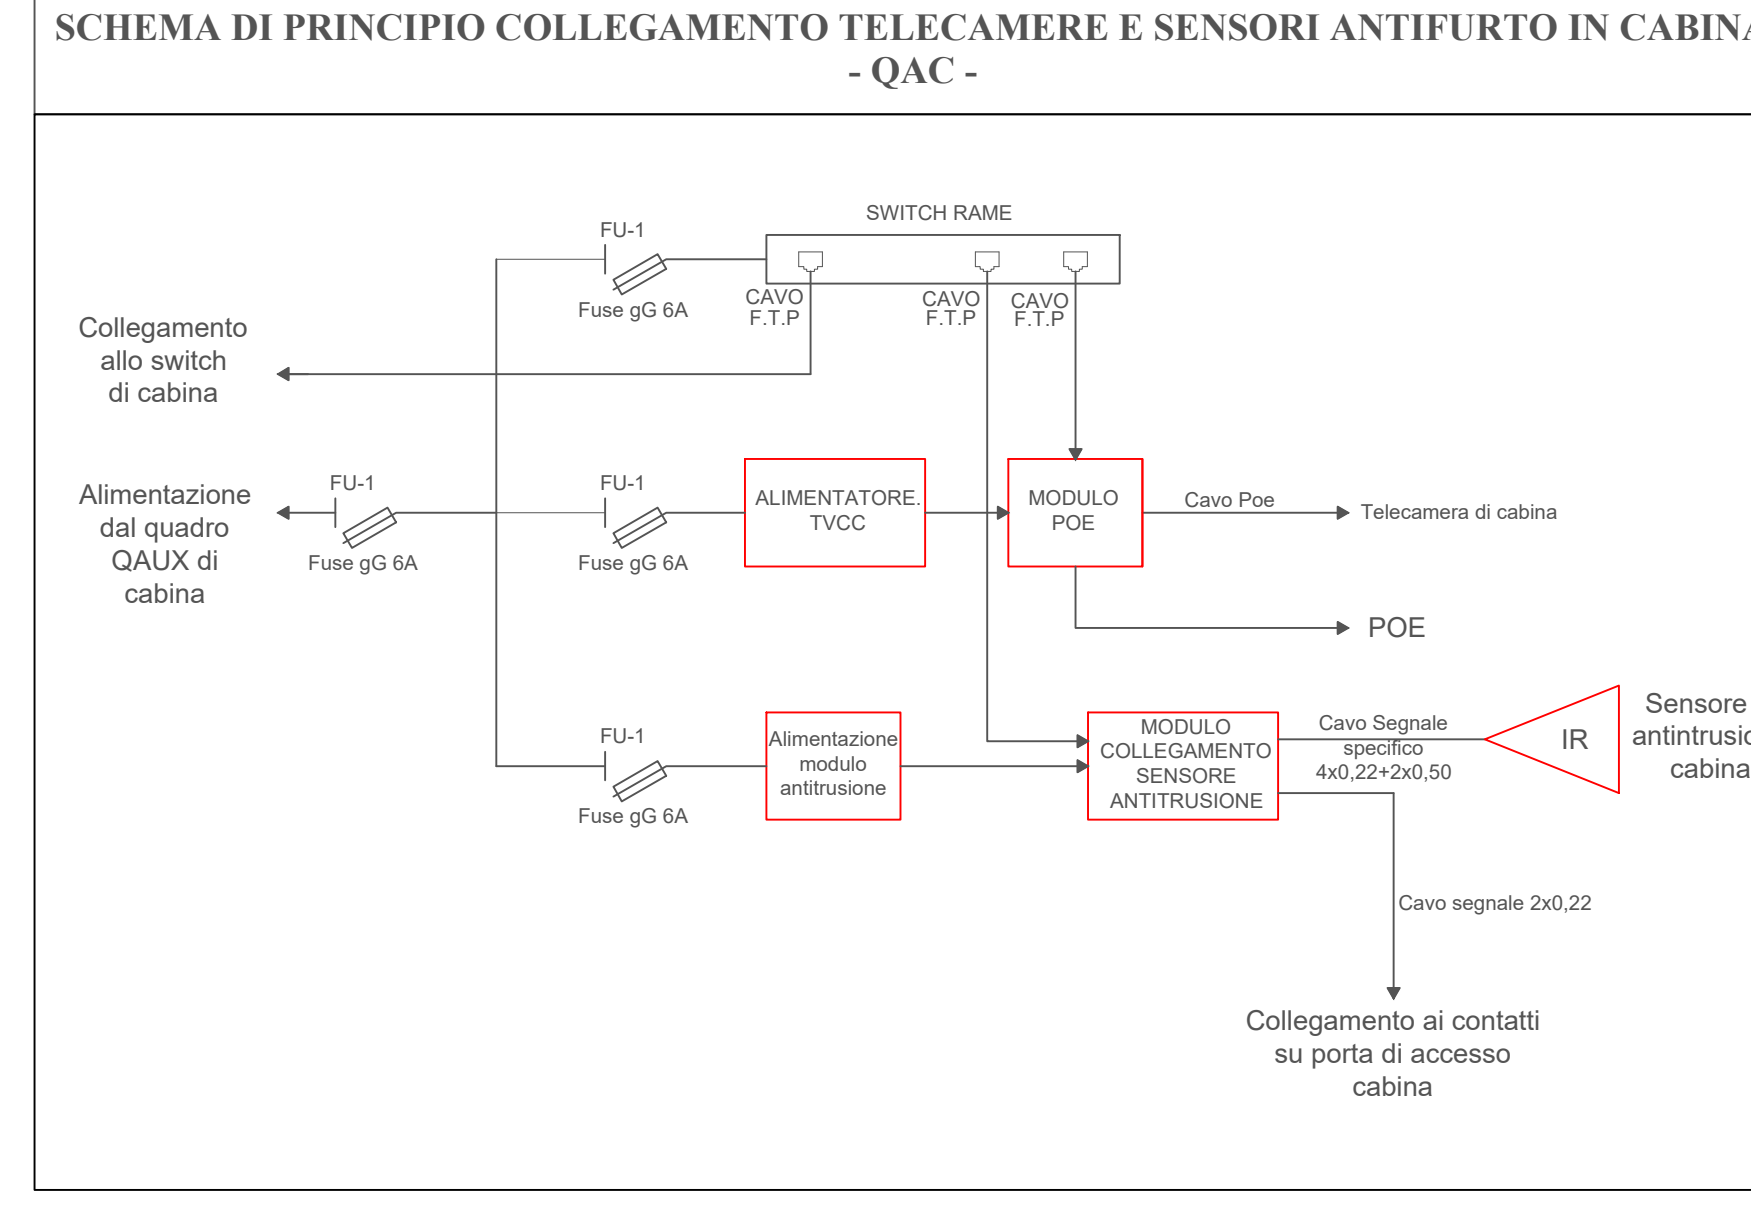 SCHEMA DI PRINCIPIO COLLEGAMENTO TELECAMERE E SENSORI ANTIFURTO IN CABINA
- QAC -
SWITCH RAME
FU-1
Fuse gG 6A
CAVO
F.T.P
CAVO
F.T.P
CAVO
F.T.P
Collegamento
allo switch
di cabina
Alimentazione
dal quadro
QAUX di
cabina
FU-1
Fuse gG 6A
FU-1
Fuse gG 6A
ALIMENTATORE.
TVCC
MODULO
POE
Cavo Poe
Telecamera di cabina
POE
FU-1
Fuse gG 6A
Alimentazione
modulo
antitrusione
MODULO
COLLEGAMENTO
SENSORE
ANTITRUSIONE
Cavo Segnale
specifico
4x0,22+2x0,50
IR
Sensore
cabina
Cavo segnale 2x0,22
Collegamento ai contatti
su porta di accesso
cabina